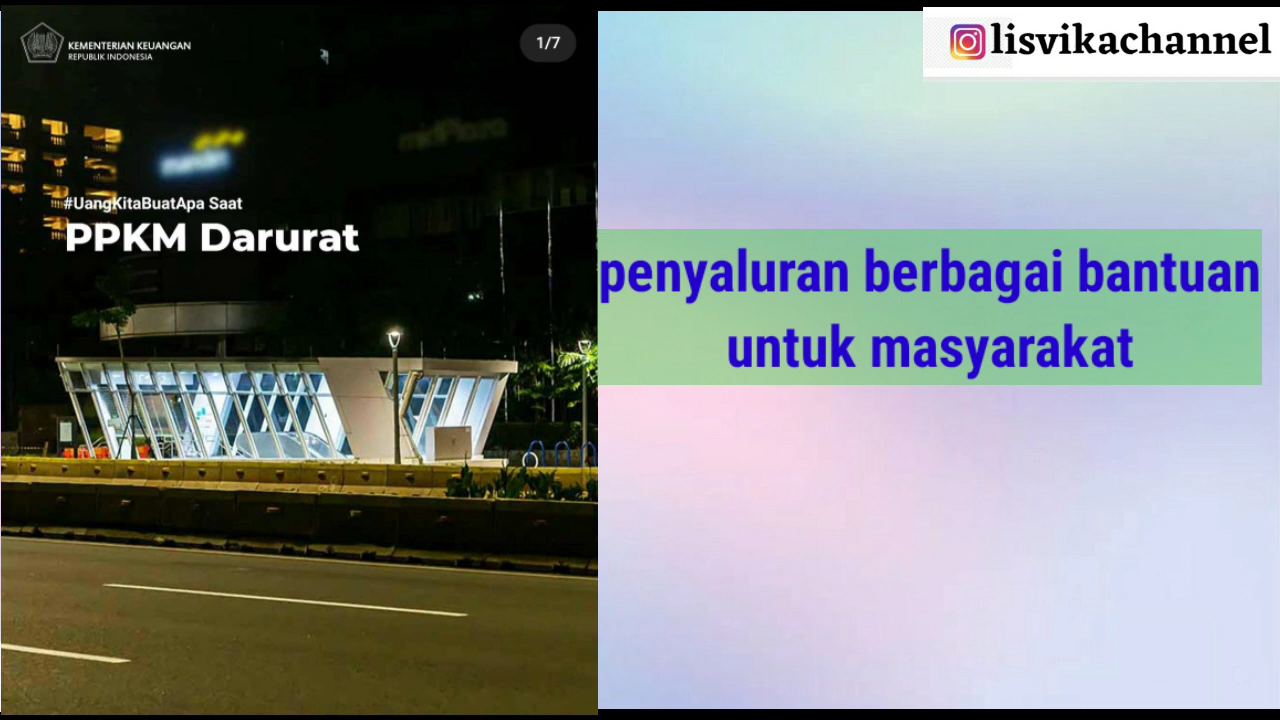 KEMENTERIAN KEUANGAN
REPUBLIK INDONESIA
1/7
#UangKitaBuatApa Saat
PPKM Darurat
lisvikachannel
penyaluran berbagai bantuan
untuk masyarakat